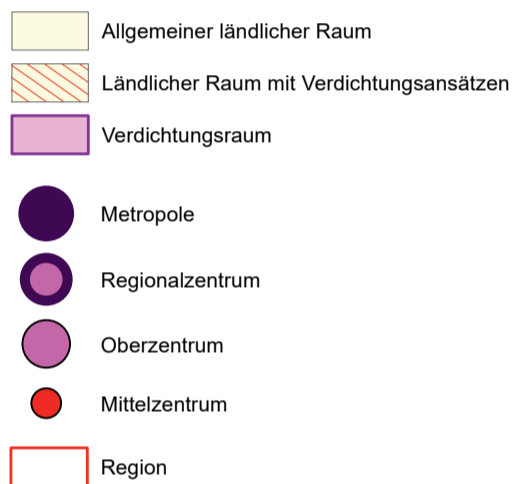 Allgemeiner ländlicher Raum
Ländlicher Raum mit Verdichtungsansätzen
Verdichtungsraum
Metropole
Regionalzentrum
Oberzentrum
Mittelzentrum
Region